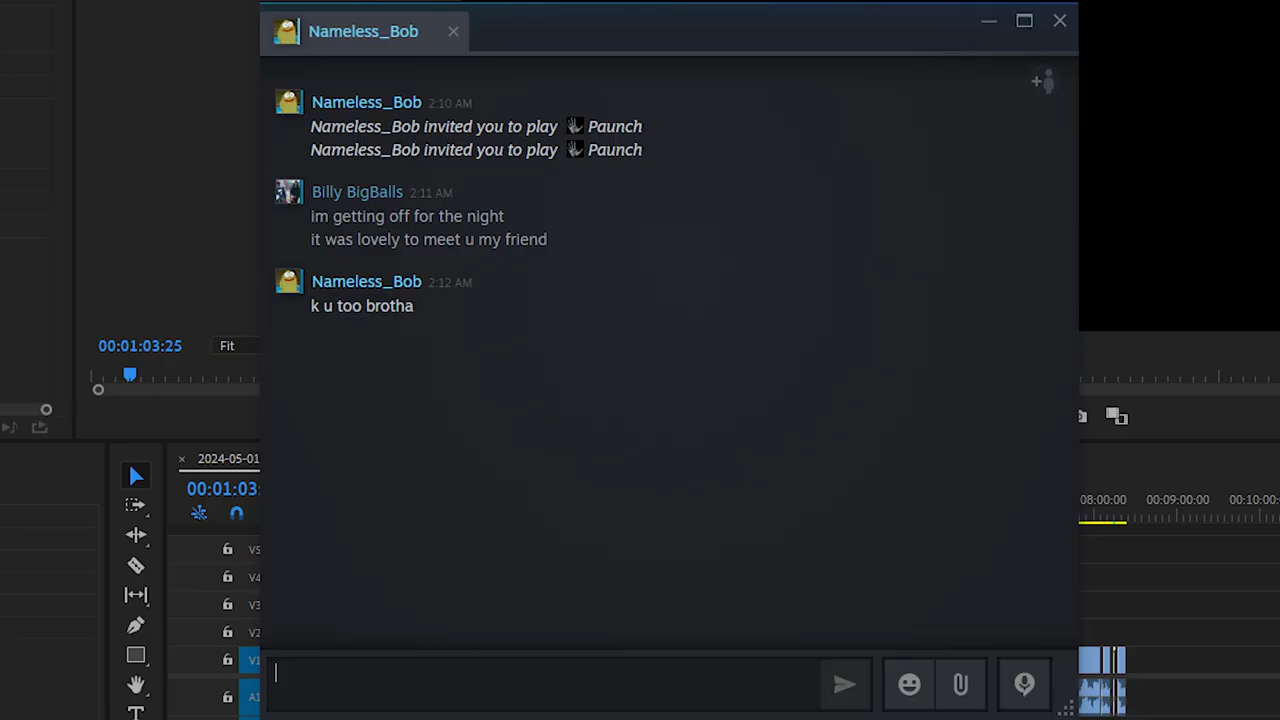 Nameless_Bob
Nameless_Bob 2:10 AM
Nameless_Bob invited you to play Paunch
Nameless_Bob invited you to play Paunch
Billy BigBalls 2:11 AM
im getting off for the night
it was lovely to meet u my friend
Nameless_Bob 2:12 AM
k u too brotha
00:01:03:25 Fit
2024-05-01
00:01:03:
08:00:00 00:09:00:00 00:10:00:
V5
V4
V3
V2
V1
A1